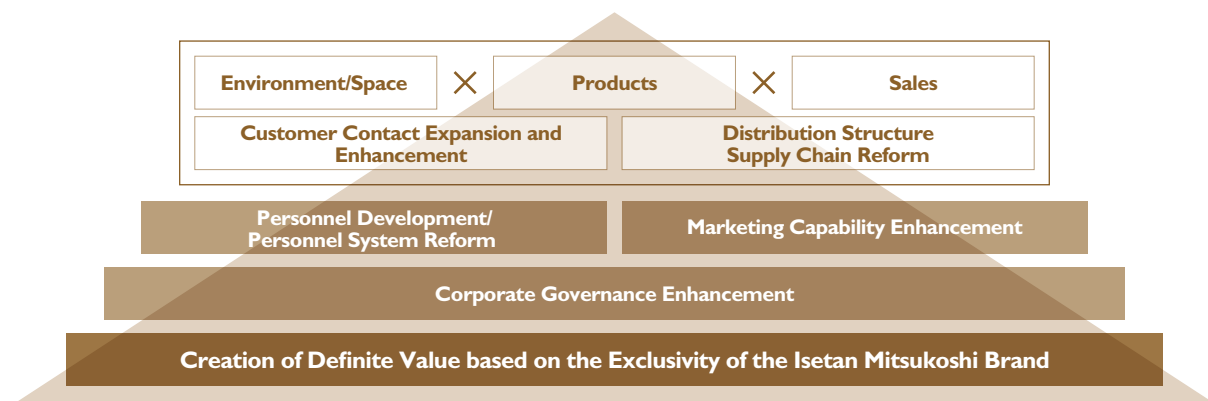 Environment/Space × Products × Sales
Customer Contact Expansion and
Enhancement
Distribution Structure
Supply Chain Reform
Personnel Development/
Personnel System Reform
Marketing Capability Enhancement
Corporate Governance Enhancement
Creation of Definite Value based on the Exclusivity of the Isetan Mitsukoshi Brand